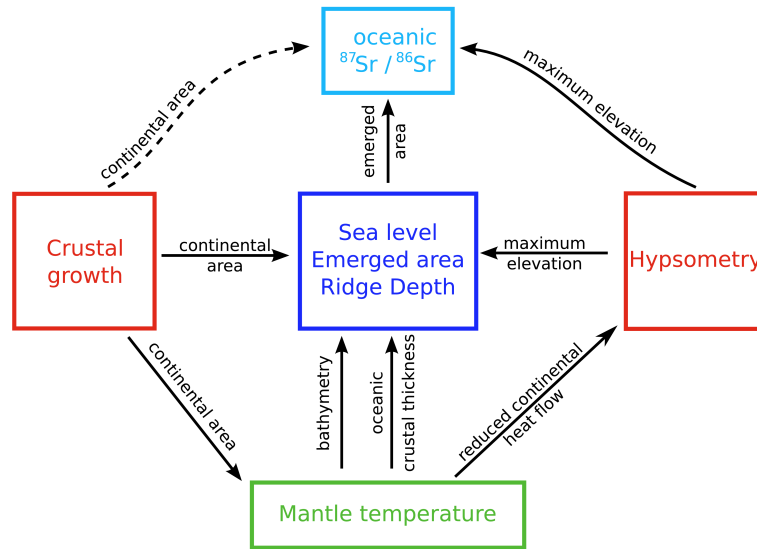 oceanic
⁸⁷Sr / ⁸⁶Sr
continental area
maximum elevation
emerged
area
Crustal
growth
continental
area
Sea level
Emerged area
Ridge Depth
maximum
elevation
Hypsometry
continental area
bathymetry
oceanic
crustal thickness
reduced continental
heat flow
Mantle temperature